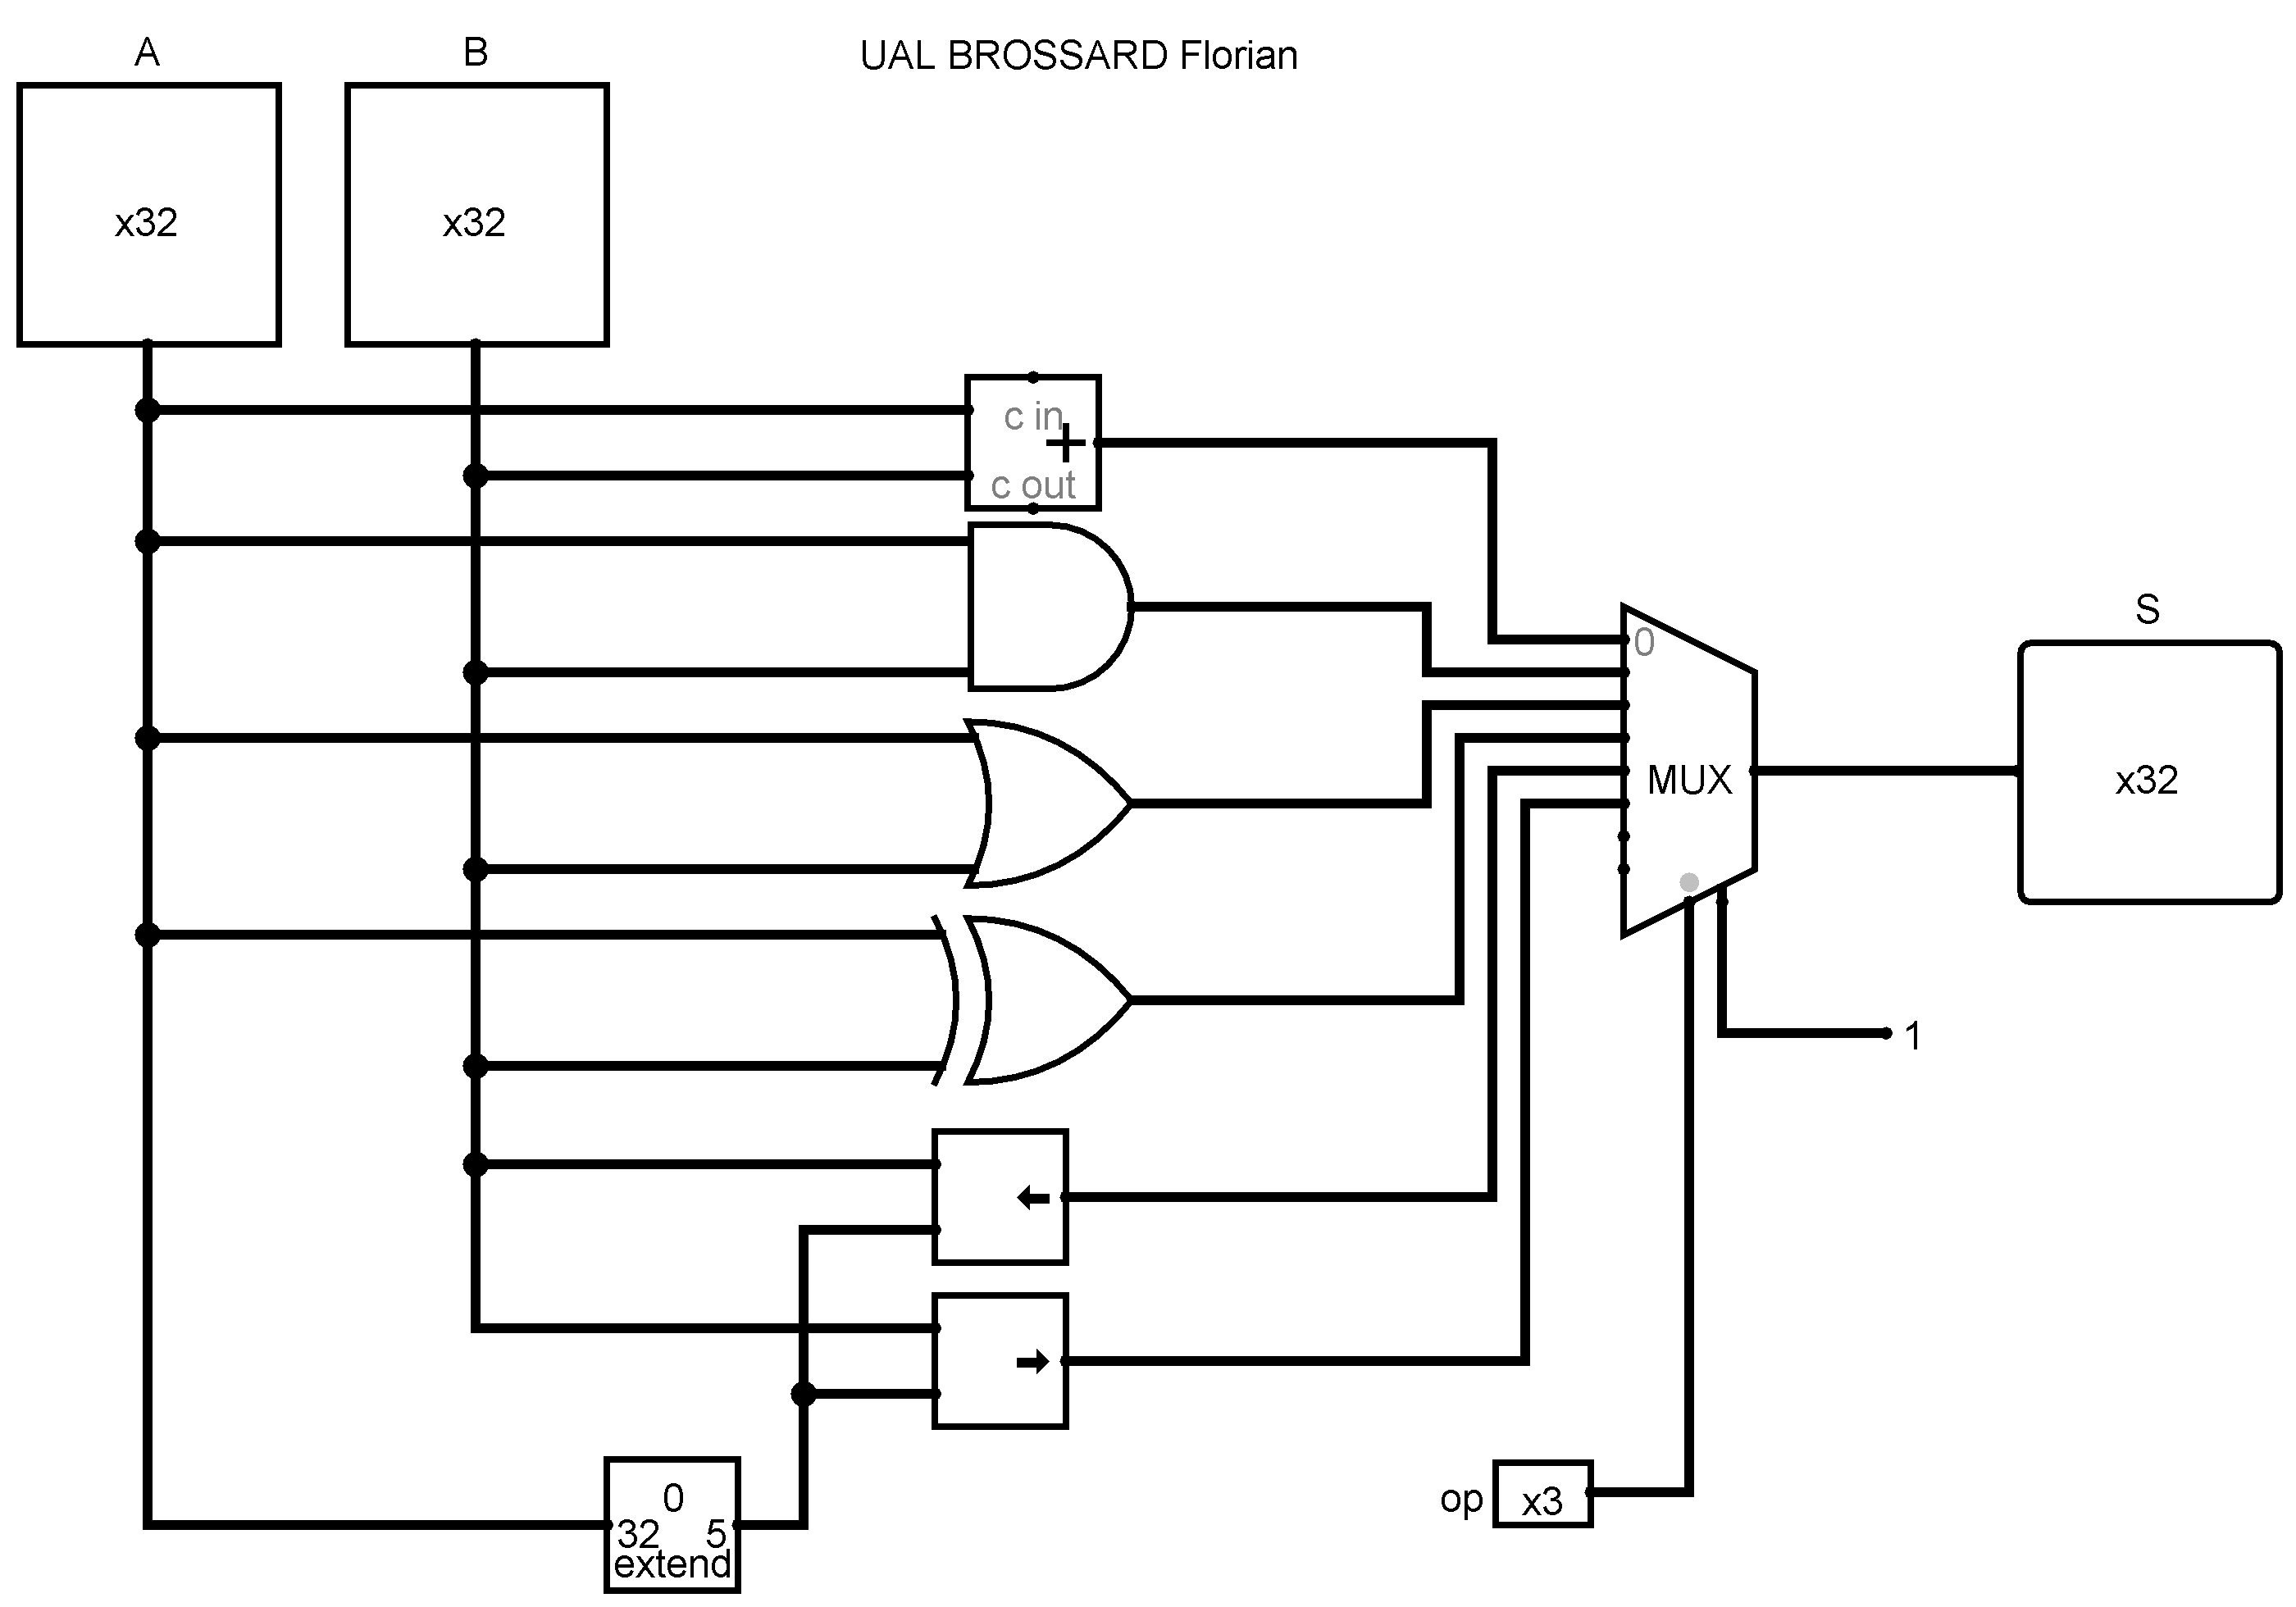 A
B
UAL BROSSARD Florian
x32
x32
c in
c out
0
S
MUX
x32
1
0
32 5
extend
op
x3